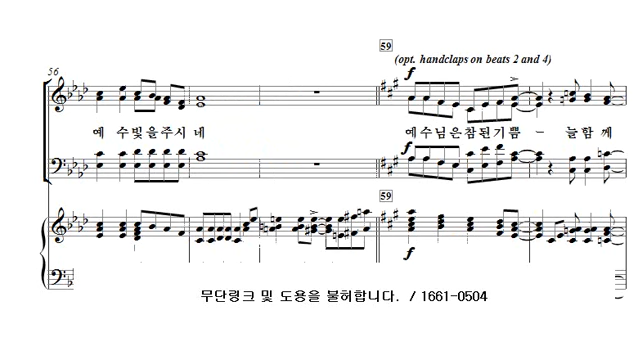 59
56
(opt. handclaps on beats 2 and 4)
f
예 수 빛 을 주 시 네
예 수 님 은 참 된 기 쁨 – 늘 함 께
f
59
f
무단링크 및 도용을 불허합니다. / 1661-0504